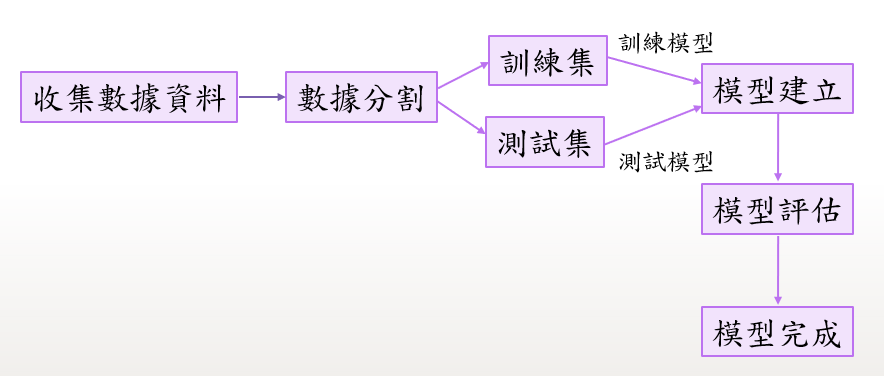 收集數據資料
數據分割
訓練集
訓練模型
測試集
測試模型
模型建立
模型評估
模型完成